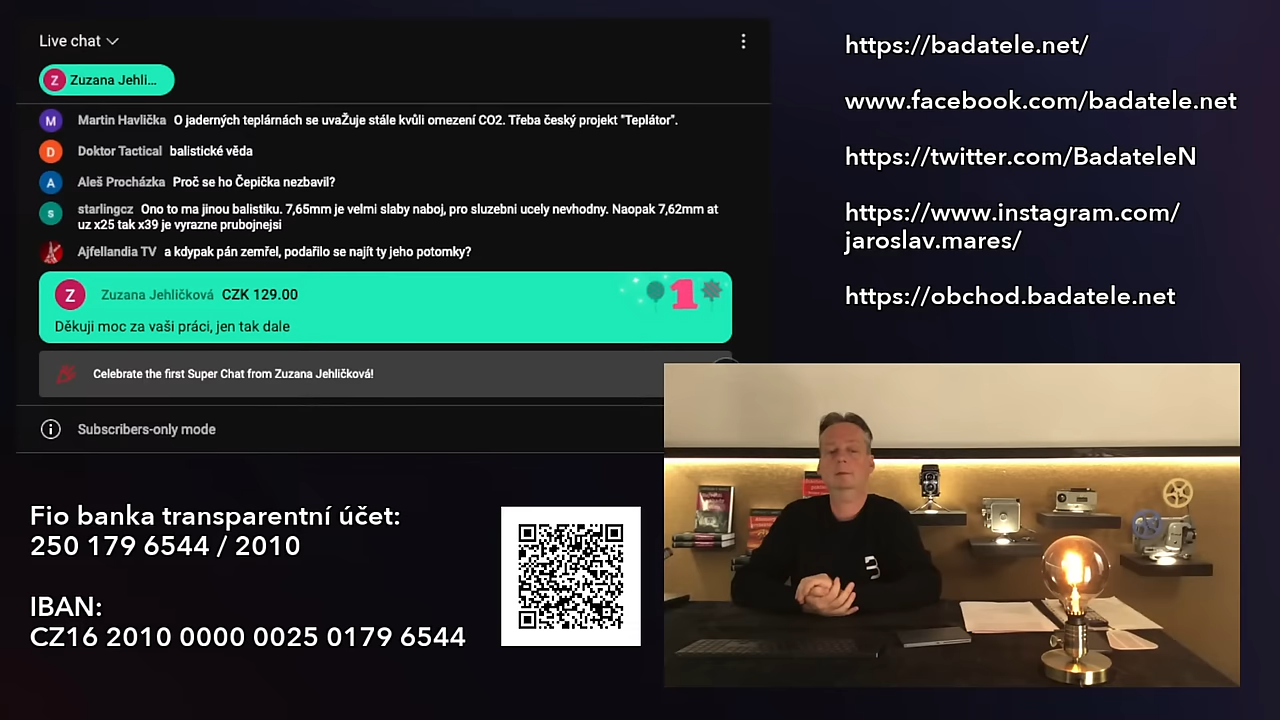 Live chat
Z Zuzana Jehli...
M Martin Havlička O jaderných teplárnách se uvaŽuje stále kvůli omezení CO2. Třeba český projekt "Teplátor".
D Doktor Tactical balistické věda
A Aleš Procházka Proč se ho Čepička nezbavil?
s starlingcz Ono to ma jinou balistiku. 7,65mm je velmi slaby naboj, pro sluzebni ucely nevhodny. Naopak 7,62mm at
uz x25 tak x39 je vyrazne prubojnejsi
Ajfellandia TV a kdypak pán zemřel, podařilo se najít ty jeho potomky?
Z Zuzana Jehličková CZK 129.00
1
Děkuji moc za vaši práci, jen tak dale
Celebrate the first Super Chat from Zuzana Jehličková!
Subscribers-only mode
https://badatele.net/
www.facebook.com/badatele.net
https://twitter.com/BadateleN
https://www.instagram.com/
jaroslav.mares/
https://obchod.badatele.net
Fio banka transparentní účet:
250 179 6544 / 2010
IBAN:
CZ16 2010 0000 0025 0179 6544